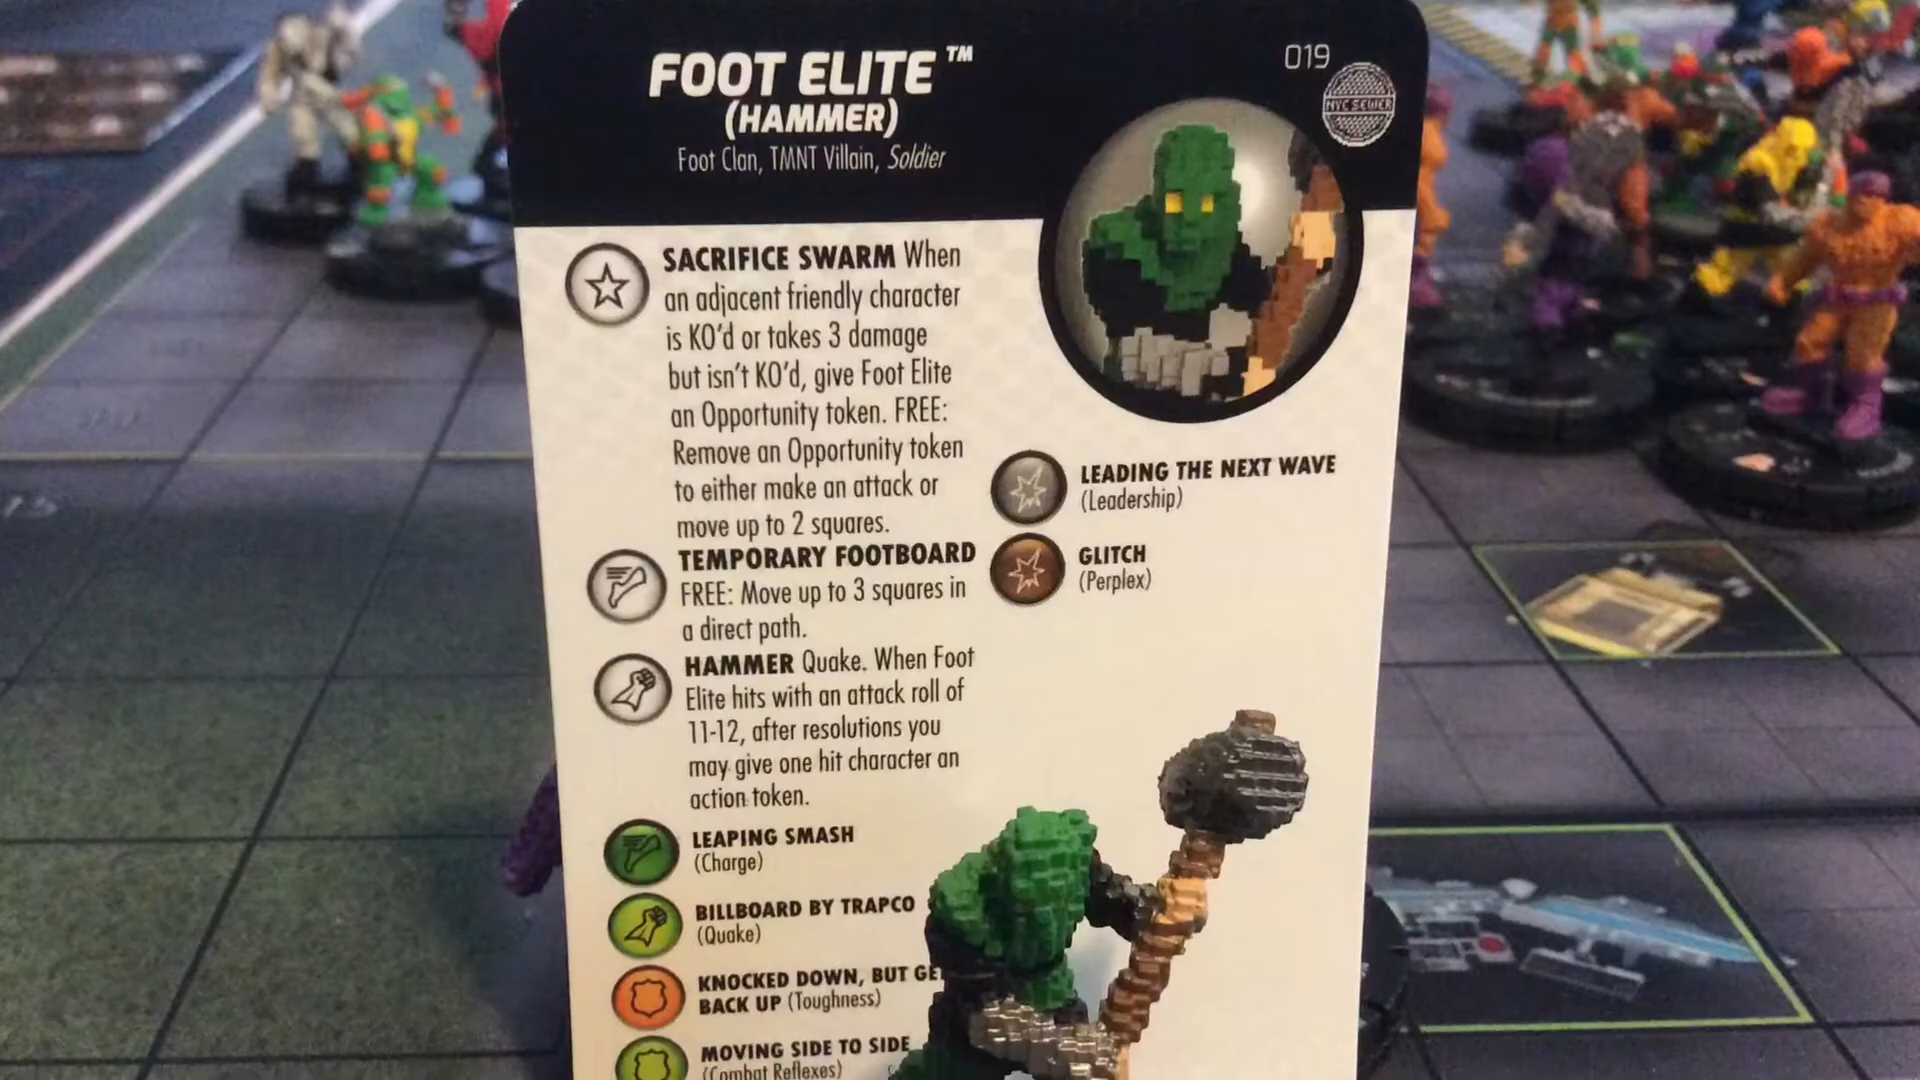 FOOT ELITE™
(HAMMER)
Foot Clan, TMNT Villain, Soldier
019
NYC SEWER
SACRIFICE SWARM When
an adjacent friendly character
is KO'd or takes 3 damage
but isn't KO'd, give Foot Elite
an Opportunity token. FREE:
Remove an Opportunity token
to either make an attack or
move up to 2 squares.
TEMPORARY FOOTBOARD
FREE: Move up to 3 squares in
a direct path.
HAMMER Quake. When Foot
Elite hits with an attack roll of
11-12, after resolutions you
may give one hit character an
action token.
LEAPING SMASH
(Charge)
BILLBOARD BY TRAPCO
(Quake)
KNOCKED DOWN, BUT GE
BACK UP (Toughness)
MOVING SIDE TO SIDE
(Combat Reflexes)
LEADING THE NEXT WAVE
(Leadership)
GLITCH
(Perplex)